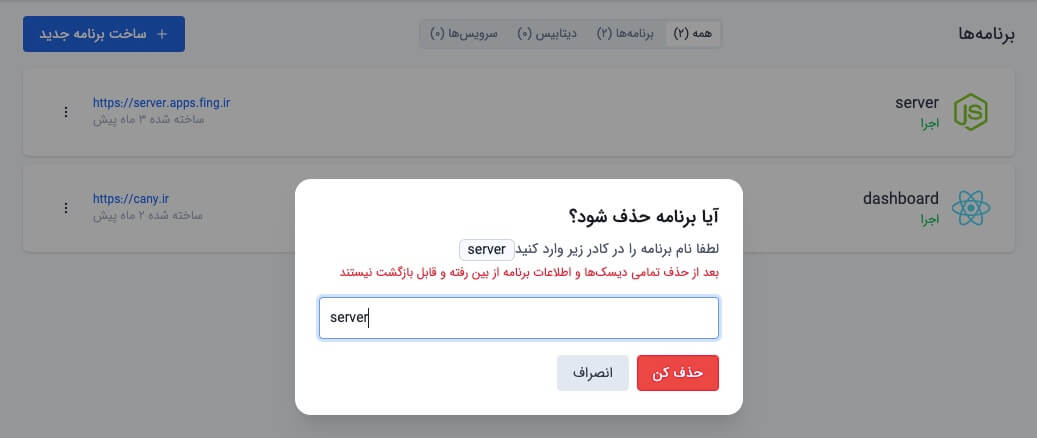 برنامه‌ها
همه (۲)
برنامه‌ها (۲)
دیتابیس (۰)
سرویس‌ها (۰)
+ ساخت برنامه جدید
JS
server
اجرا
https://server.apps.fing.ir
ساخته شده ۳ ماه پیش
dashboard
اجرا
https://cany.ir
ساخته شده ۲ ماه پیش
آیا برنامه حذف شود؟
لطفا نام برنامه را در کادر زیر وارد کنید server
بعد از حذف تمامی دیسک‌ها و اطلاعات برنامه از بین رفته و قابل بازگشت نیستند
server
حذف کن
انصراف